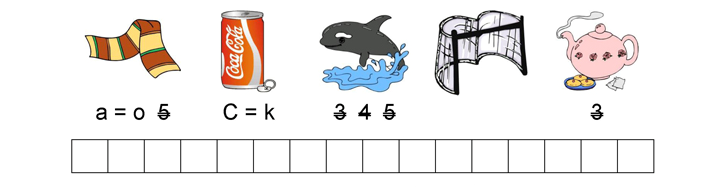 Coca-Cola
a = o 5̶ C = k 3̶ 4̶ 5̶ 3̶